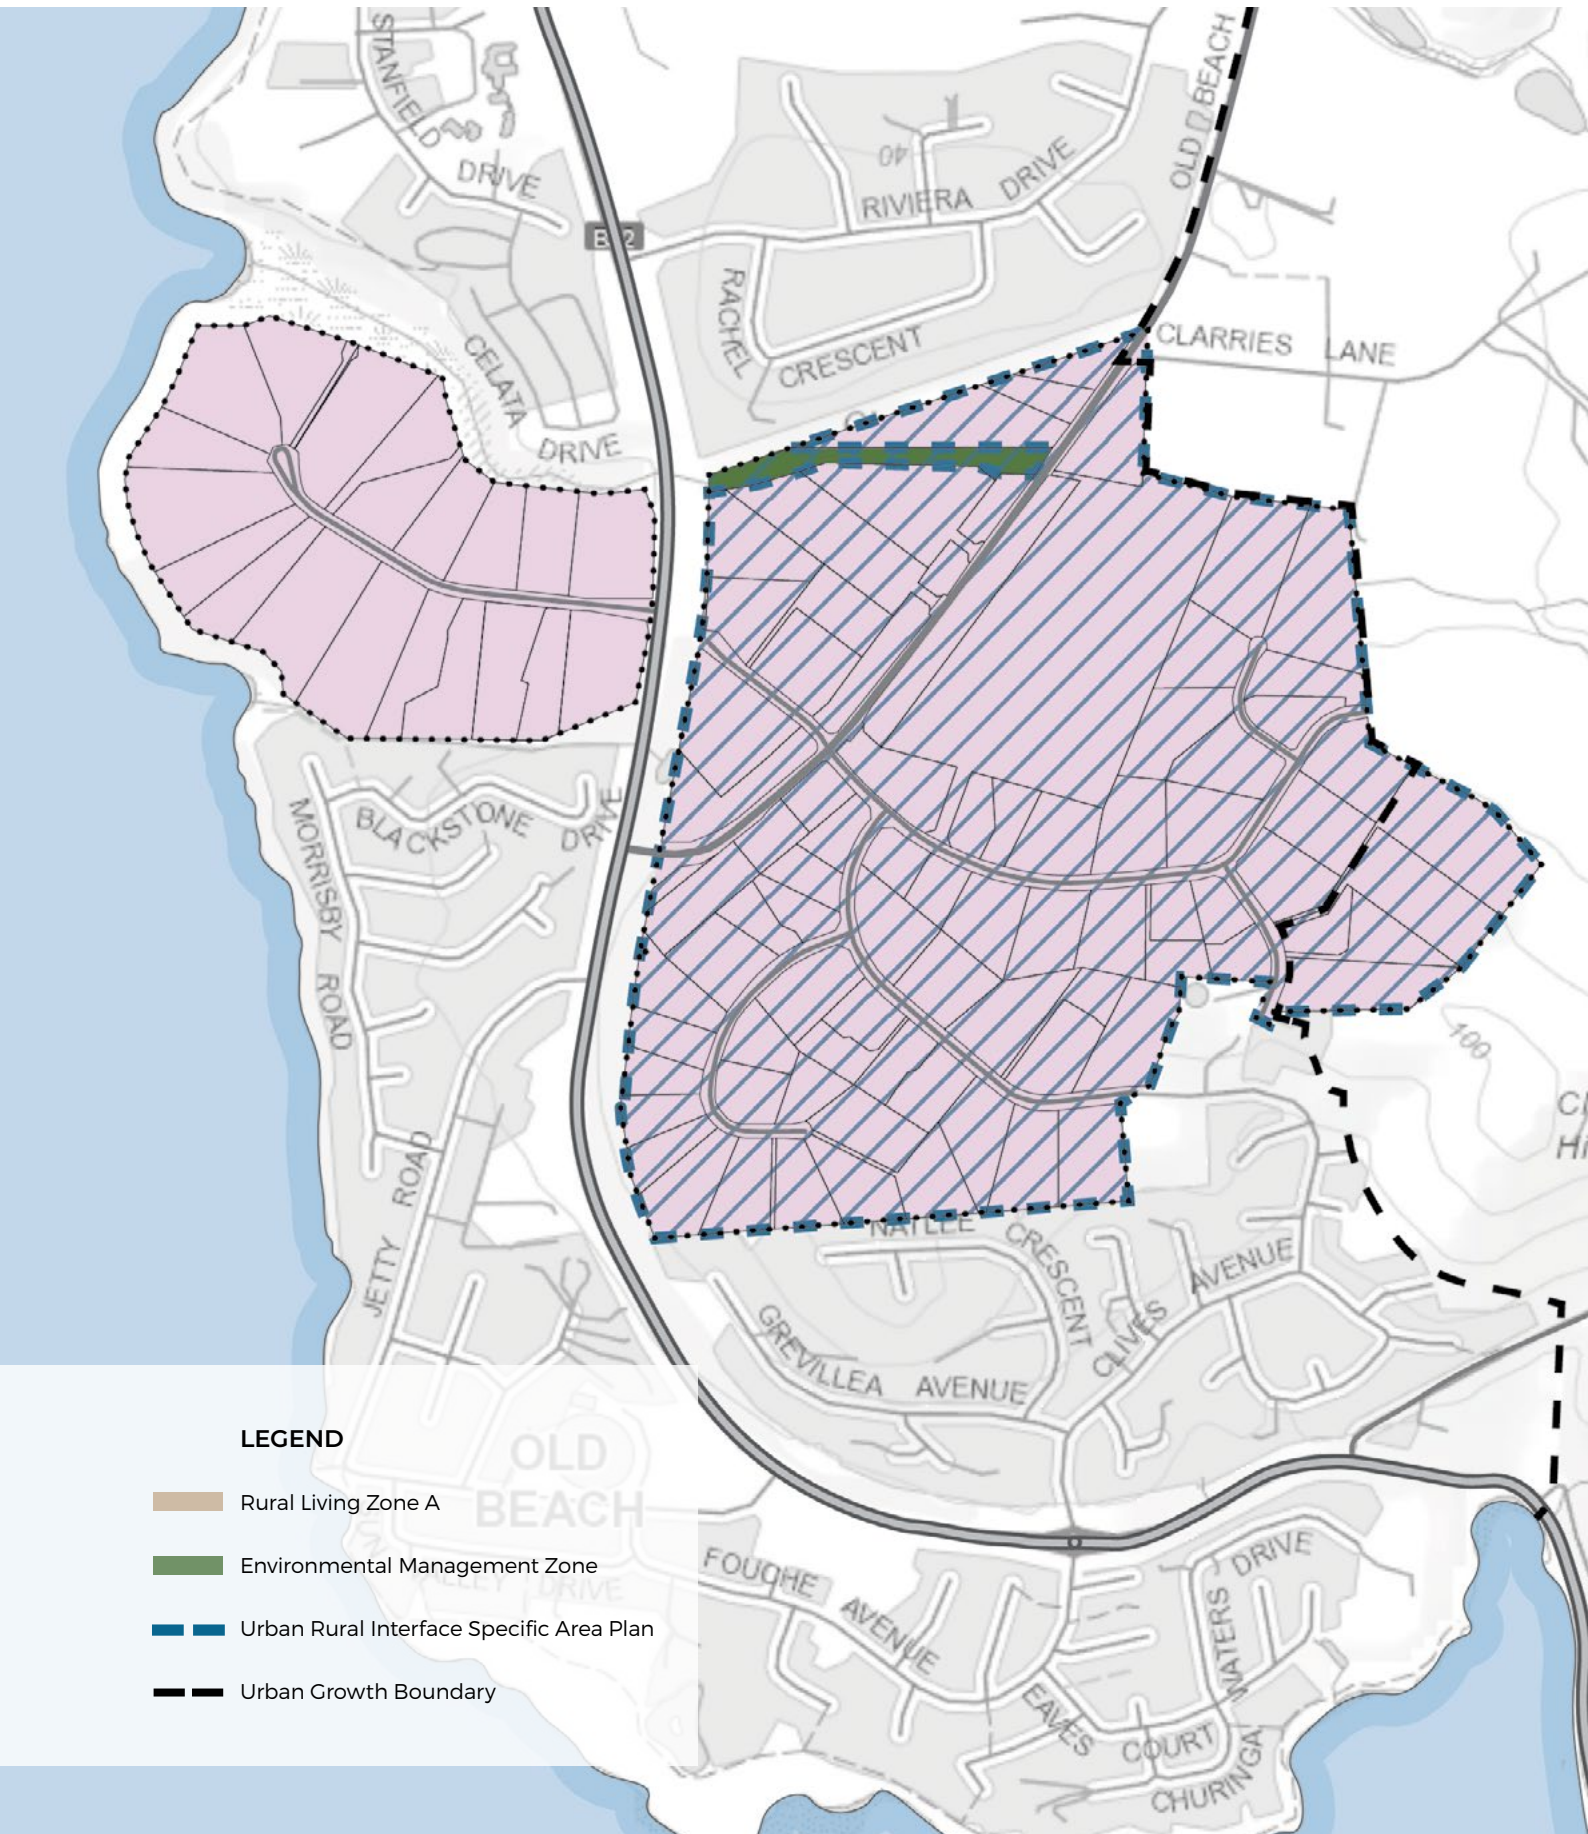 STANFIELD
DRIVE
OLD BEACH
40
RIVIERA DRIVE
RACHEL
CRESCENT
CLARRIES LANE
CELATA
DRIVE
BLACKSTONE
DRIVE
MORRISBY
ROAD
JETTY ROAD
100
NATLEE CRESCENT
CLIVES AVENUE
GREVILLEA AVENUE
OLD
BEACH
LEGEND
Rural Living Zone A
Environmental Management Zone
Urban Rural Interface Specific Area Plan
Urban Growth Boundary
DRIVE
FOUCHE AVENUE
WATERS DRIVE
EAVES
COURT
CHURINGA